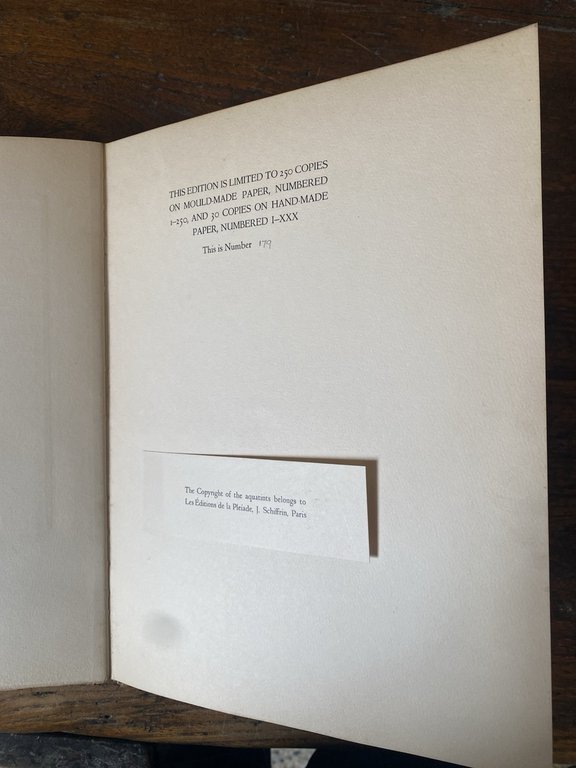 THIS EDITION IS LIMITED TO 250 COPIES
ON MOULD-MADE PAPER, NUMBERED
1–250, AND 30 COPIES ON HAND-MADE
PAPER, NUMBERED I–XXX
This is Number 179
The Copyright of the aquatints belongs to
Les Éditions de la Pleiade, J. Schiffrin, Paris